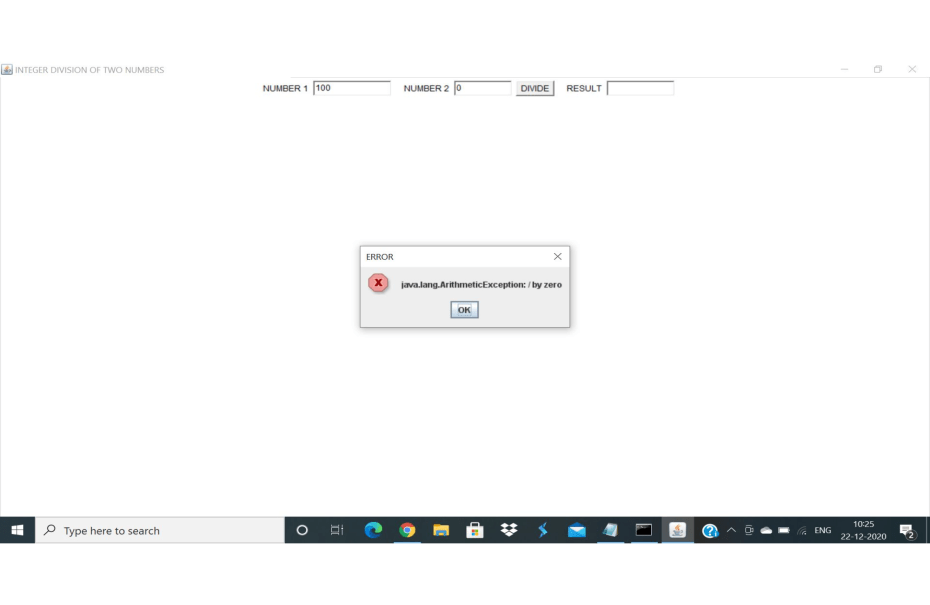 INTEGER DIVISION OF TWO NUMBERS
NUMBER 1 100 NUMBER 2 0 DIVIDE RESULT
ERROR
X java.lang.ArithmeticException: / by zero
OK
Type here to search
ENG
10:25
22-12-2020
2